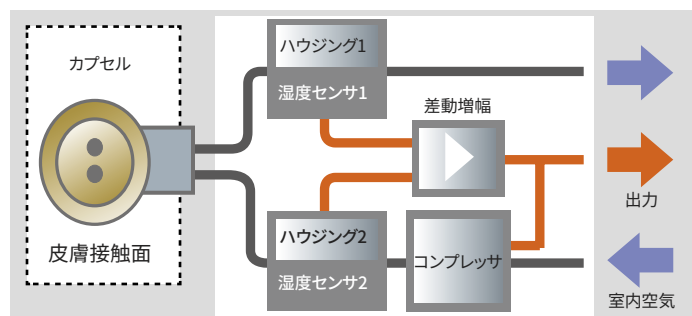 カプセル
皮膚接触面
ハウジング1
湿度センサ1
差動増幅
ハウジング2
湿度センサ2
コンプレッサ
出力
室内空気